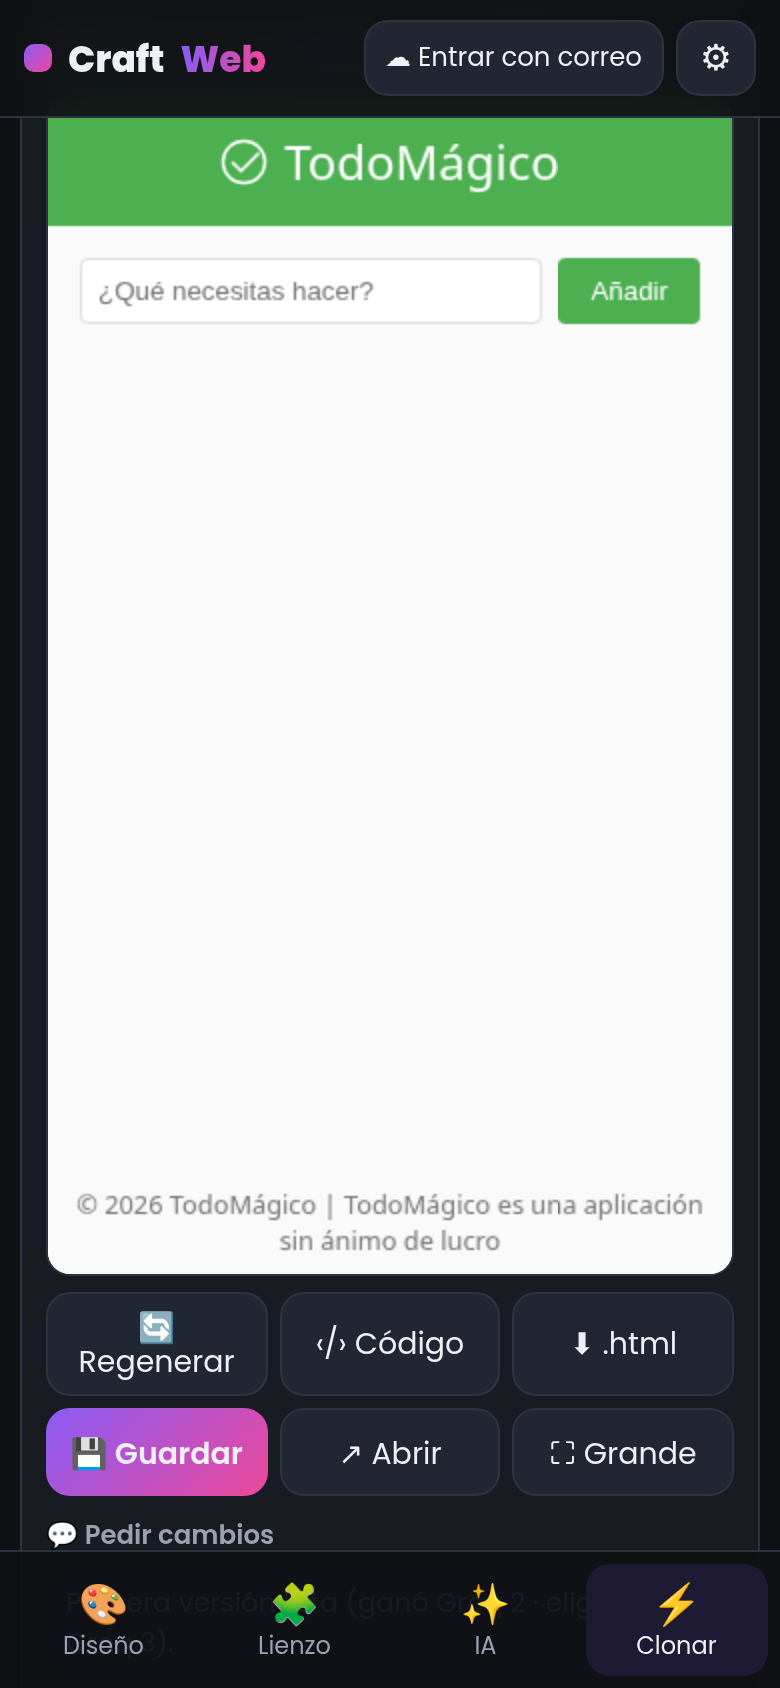 Craft Web
☁ Entrar con correo
TodoMágico
¿Qué necesitas hacer?
Añadir
© 2026 TodoMágico | TodoMágico es una aplicación
sin ánimo de lucro
🔄
Regenerar
</> Código
⬇ .html
💾 Guardar
↗ Abrir
⛶ Grande
💬 Pedir cambios
Diseño
Lienzo
IA
Clonar